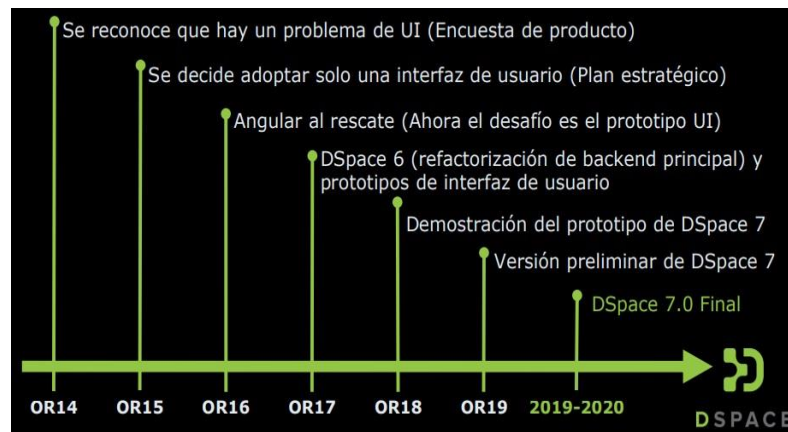 Se reconoce que hay un problema de UI (Encuesta de producto)
Se decide adoptar solo una interfaz de usuario (Plan estratégico)
Angular al rescate (Ahora el desafío es el prototipo UI)
DSpace 6 (refactorización de backend principal) y
prototipos de interfaz de usuario
Demostración del prototipo de DSpace 7
Versión preliminar de DSpace 7
DSpace 7.0 Final
OR14 OR15 OR16 OR17 OR18 OR19 2019-2020
DSPACE